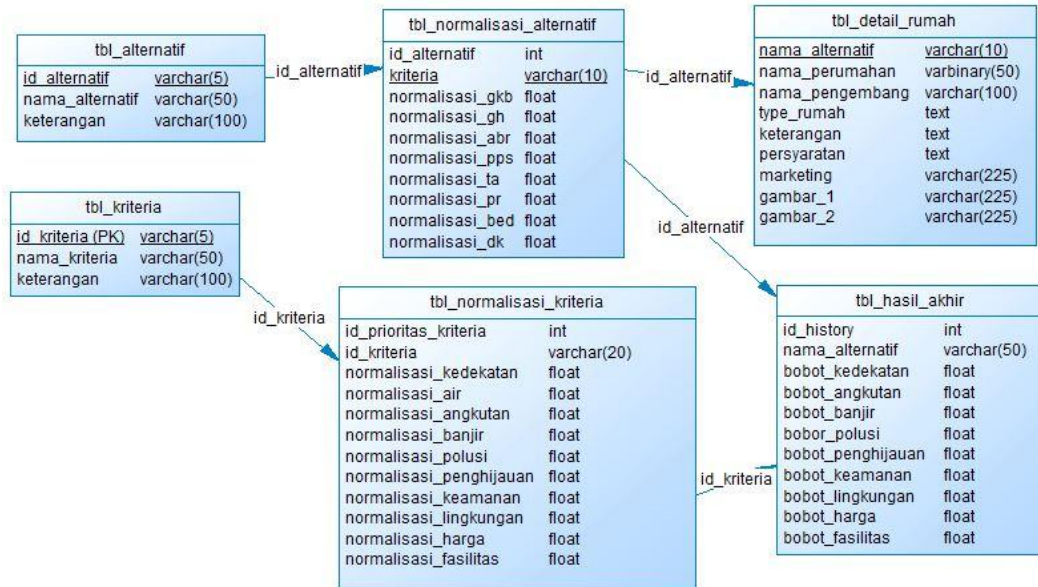 tbl_alternatif
id_alternatif varchar(5)
nama_alternatif varchar(50)
keterangan varchar(100)
id_alternatif
tbl_normalisasi_alternatif
id_alternatif int
kriteria varchar(10)
normalisasi_gkb float
normalisasi_gh float
normalisasi_abr float
normalisasi_pps float
normalisasi_ta float
normalisasi_pr float
normalisasi_bed float
normalisasi_dk float
id_alternatif
tbl_detail_rumah
nama_alternatif varchar(10)
nama_perumahan varbinary(50)
nama_pengembang varchar(100)
type_rumah text
keterangan text
persyaratan text
marketing varchar(225)
gambar_1 varchar(225)
gambar_2 varchar(225)
id_alternatif
tbl_kriteria
id_kriteria (PK) varchar(5)
nama_kriteria varchar(50)
keterangan varchar(100)
id_kriteria
tbl_normalisasi_kriteria
id_prioritas_kriteria int
id_kriteria varchar(20)
normalisasi_kedekatan float
normalisasi_air float
normalisasi_angkutan float
normalisasi_banjir float
normalisasi_polusi float
normalisasi_penghijauan float
normalisasi_keamanan float
normalisasi_lingkungan float
normalisasi_harga float
normalisasi_fasilitas float
id_kriteria
tbl_hasil_akhir
id_history int
nama_alternatif varchar(50)
bobot_kedekatan float
bobot_angkutan float
bobot_banjir float
bobor_polusi float
bobot_penghijauan float
bobot_keamanan float
bobot_lingkungan float
bobot_harga float
bobot_fasilitas float